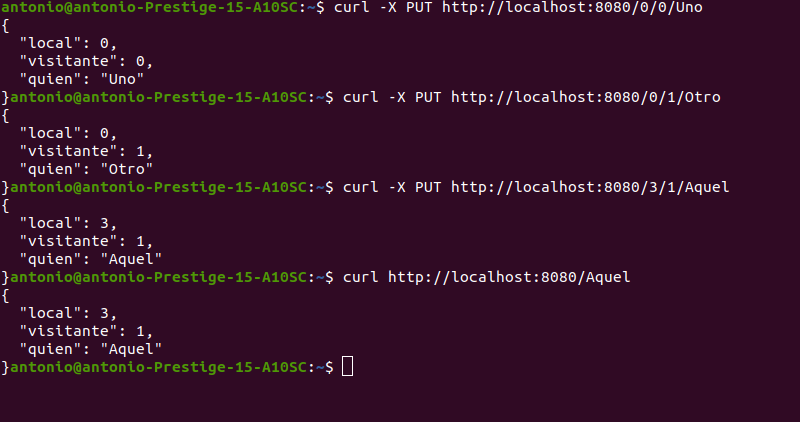 antonio@antonio-Prestige-15-A10SC:~$ curl -X PUT http://localhost:8080/0/0/Uno
{
  "local": 0,
  "visitante": 0,
  "quien": "Uno"
}antonio@antonio-Prestige-15-A10SC:~$ curl -X PUT http://localhost:8080/0/1/Otro
{
  "local": 0,
  "visitante": 1,
  "quien": "Otro"
}antonio@antonio-Prestige-15-A10SC:~$ curl -X PUT http://localhost:8080/3/1/Aquel
{
  "local": 3,
  "visitante": 1,
  "quien": "Aquel"
}antonio@antonio-Prestige-15-A10SC:~$ curl http://localhost:8080/Aquel
{
  "local": 3,
  "visitante": 1,
  "quien": "Aquel"
}antonio@antonio-Prestige-15-A10SC:~$